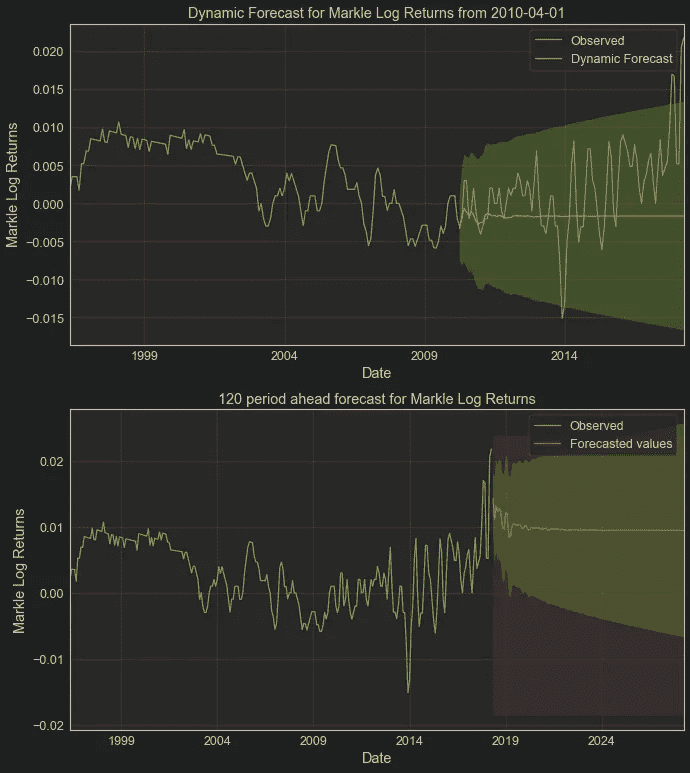 Dynamic Forecast for Markle Log Returns from 2010-04-01
Observed
Dynamic Forecast
0.020
0.015
0.010
0.005
0.000
−0.005
−0.010
−0.015
Markle Log Returns
1999
2004
2009
2014
Date
120 period ahead forecast for Markle Log Returns
Observed
Forecasted values
0.02
0.01
0.00
−0.01
−0.02
Markle Log Returns
1999
2004
2009
2014
2019
2024
Date